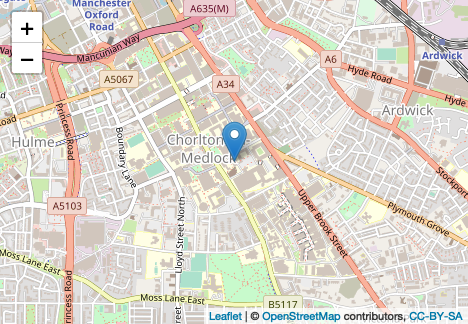 Manchester
Oxford
Road
A635(M)
+
−
Way
Mancunian Way
A6
Ardwick
A5067
A34
Hyde Road
Hyde
Road
Princess Road
Ardwick
Hulme
Boundary Lane
Chorlton
Medlock
Stockport
A5103
Lloyd Street North
Upper Brook Street
Plymouth Grove
Moss Lane East
Princess Road
Moss Lane East
B5117
Leaflet | © OpenStreetMap contributors, CC-BY-SA